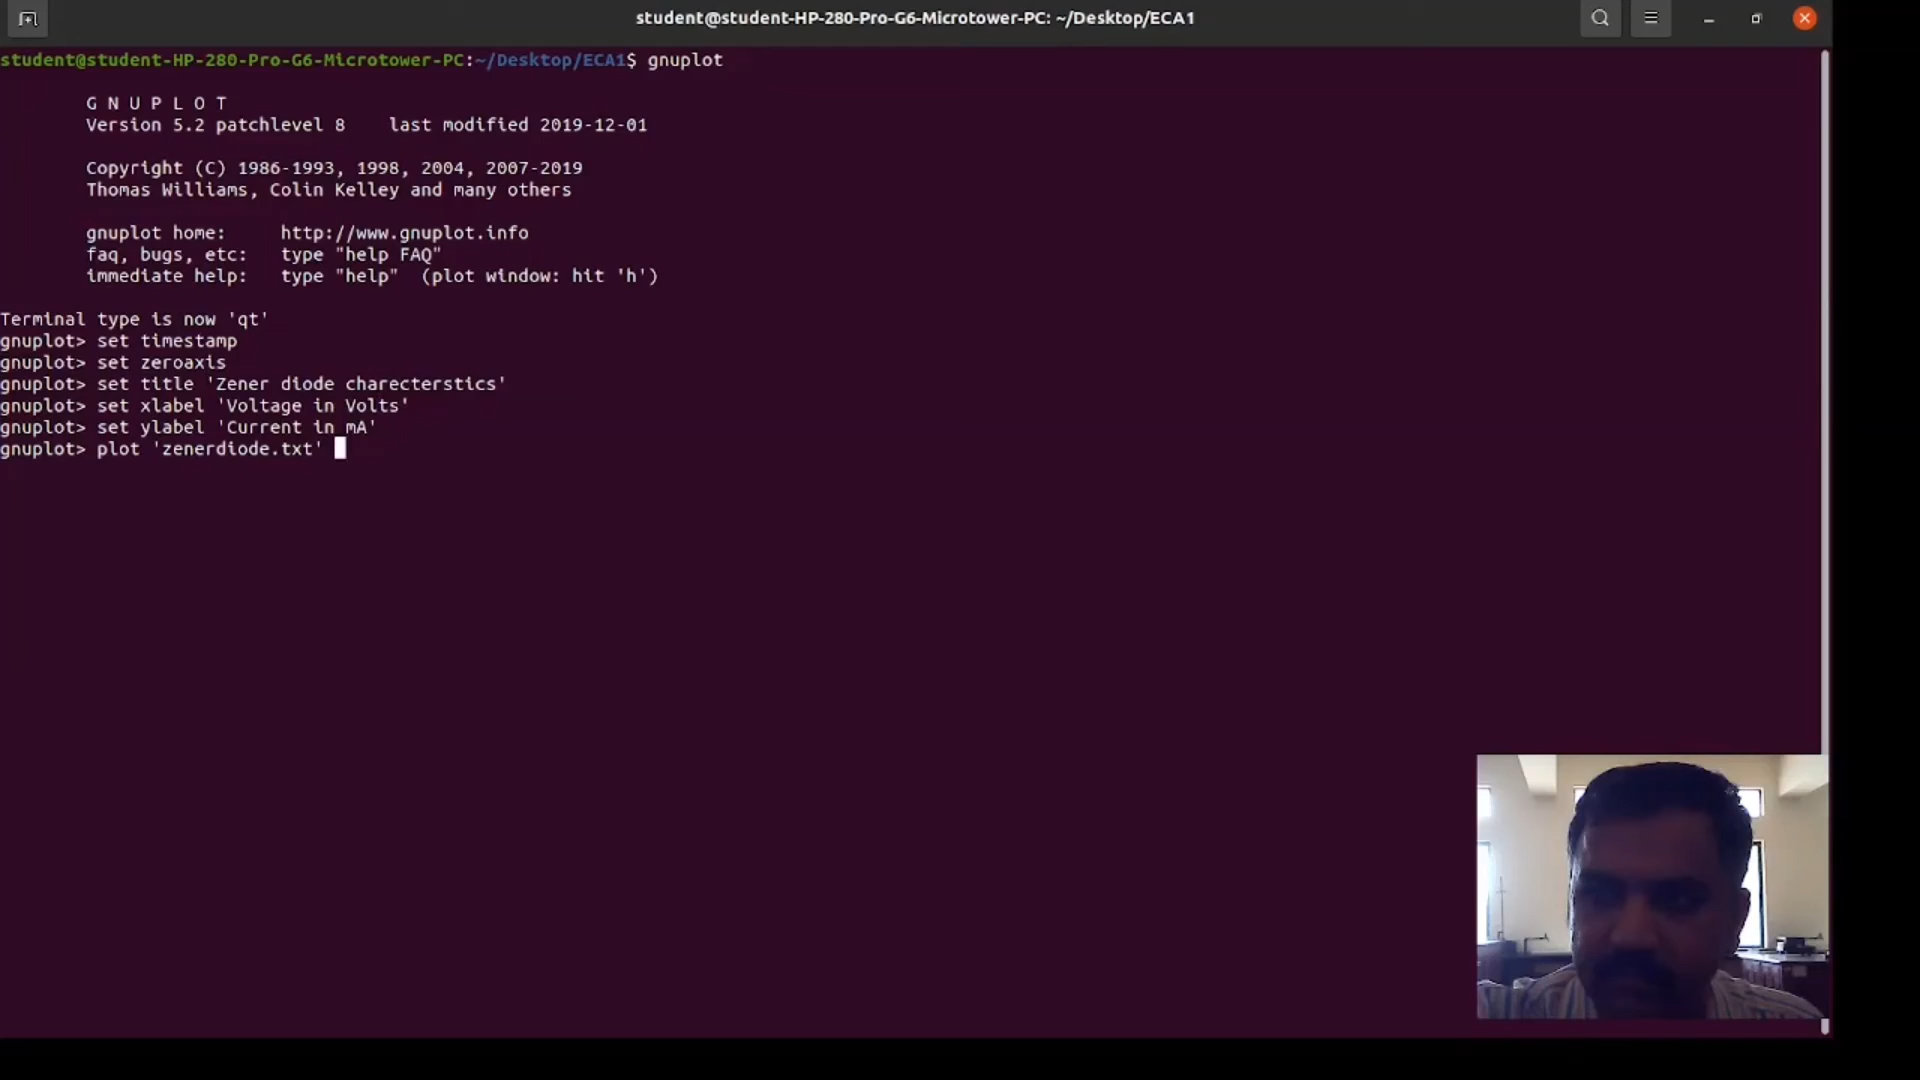 student@student-HP-280-Pro-G6-Microtower-PC: ~/Desktop/ECA1
student@student-HP-280-Pro-G6-Microtower-PC:~/Desktop/ECA1$ gnuplot
G N U P L O T
Version 5.2 patchlevel 8    last modified 2019-12-01
Copyright (C) 1986-1993, 1998, 2004, 2007-2019
Thomas Williams, Colin Kelley and many others
gnuplot home:     http://www.gnuplot.info
faq, bugs, etc:   type "help FAQ"
immediate help:   type "help"  (plot window: hit 'h')
Terminal type is now 'qt'
gnuplot> set timestamp
gnuplot> set zeroaxis
gnuplot> set title 'Zener diode charecterstics'
gnuplot> set xlabel 'Voltage in Volts'
gnuplot> set ylabel 'Current in mA'
gnuplot> plot 'zenerdiode.txt'